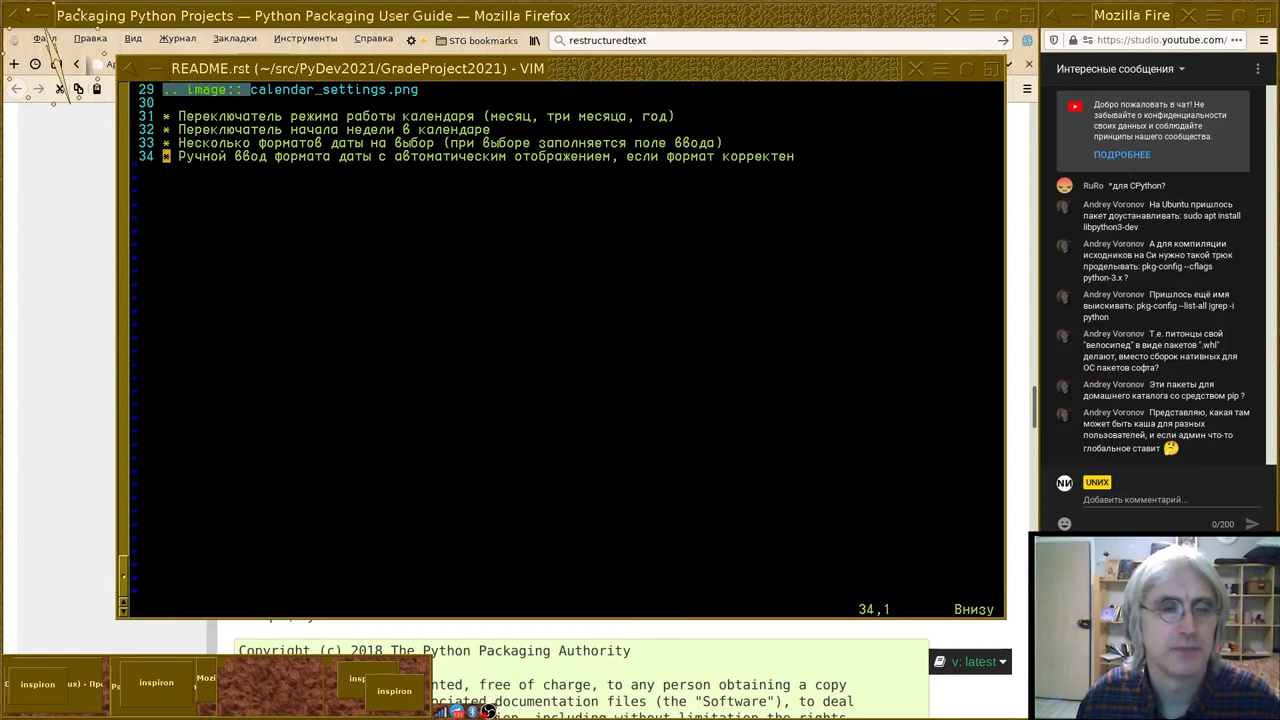 Packaging Python Projects — Python Packaging User Guide — Mozilla Firefox
Mozilla Fire
Файл Правка Вид Журнал Закладки Инструменты Справка
STG bookmarks
restructuredtext
https://studio.youtube.com/
README.rst (~/src/PyDev2021/GradeProject2021) - VIM
29 .. image:: calendar_settings.png
30
31 * Переключатель режима работы календаря (месяц, три месяца, год)
32 * Переключатель начала недели в календаре
33 * Несколько форматов даты на выбор (при выборе заполняется поле ввода)
34 * Ручной ввод формата даты с автоматическим отображением, если формат корректен
34,1 Внизу
Интересные сообщения
Добро пожаловать в чат! Не
забывайте о конфиденциальности
своих данных и соблюдайте
принципы нашего сообщества.
ПОДРОБНЕЕ
RuRo *для CPython?
Andrey Voronov На Ubuntu пришлось
пакет доустанавливать: sudo apt install
libpython3-dev
Andrey Voronov А для компиляции
исходников на Си нужно такой трюк
проделывать: pkg-config --cflags
python-3.x ?
Andrey Voronov Пришлось ещё имя
выискивать: pkg-config --list-all |grep -i
python
Andrey Voronov Т.е. питонцы свой
"велосипед" в виде пакетов ".whl"
делают, вместо сборок нативных для
ОС пакетов софта?
Andrey Voronov Эти пакеты для
домашнего каталога со средством pip ?
Andrey Voronov Представляю, какая там
может быть каша для разных
пользователей, и если админ что-то
глобальное ставит
UNИX
Добавить комментарий...
0/200
Copyright (c) 2018 The Python Packaging Authority
nted, free of charge, to any person obtaining a copy
ociated documentation files (the "Software"), to deal
ion, including without limitation the rights
v: latest
inspiron
inspiron
inspiron